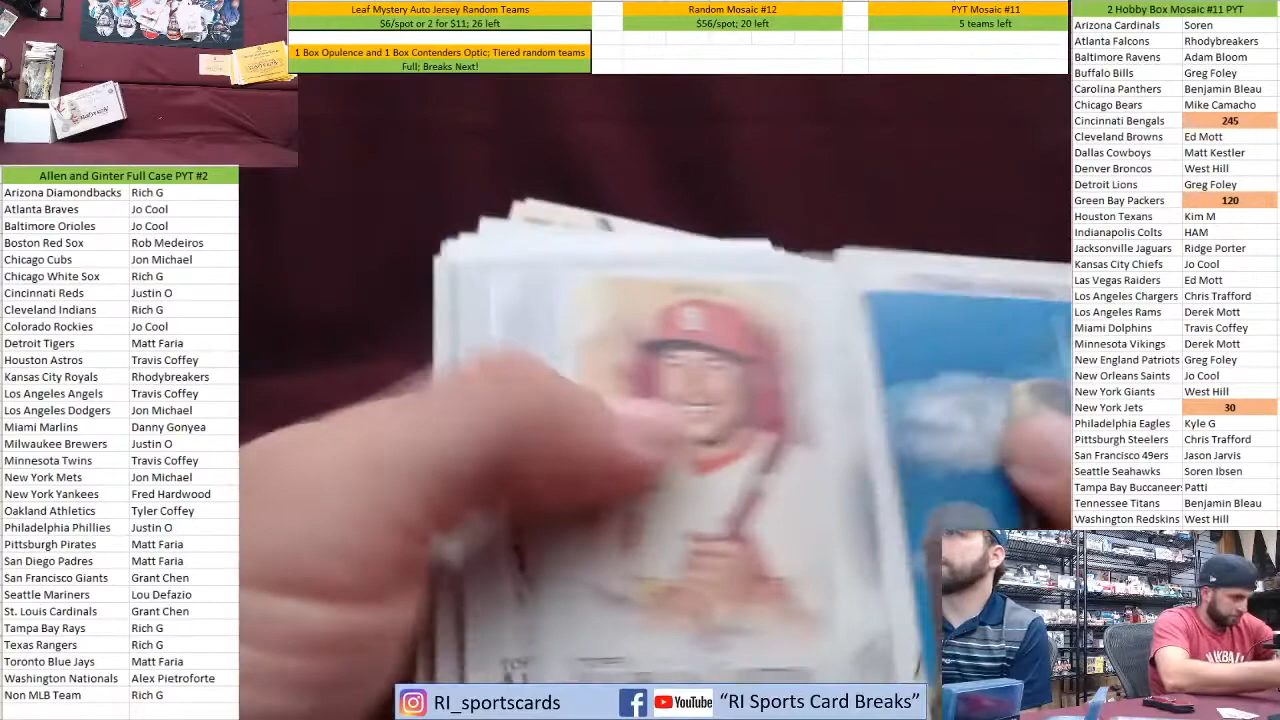 Leaf Mystery Auto Jersey Random Teams
$6/spot or 2 for $11; 26 left
1 Box Opulence and 1 Box Contenders Optic; Tiered random teams
Full; Breaks Next!
Random Mosaic #12
$56/spot; 20 left
PYT Mosaic #11
5 teams left
2 Hobby Box Mosaic #11 PYT
Arizona Cardinals Soren
Atlanta Falcons Rhodybreakers
Baltimore Ravens Adam Bloom
Buffalo Bills Greg Foley
Carolina Panthers Benjamin Bleau
Chicago Bears Mike Camacho
Cincinnati Bengals 245
Cleveland Browns Ed Mott
Dallas Cowboys Matt Kestler
Denver Broncos West Hill
Detroit Lions Greg Foley
Green Bay Packers 120
Houston Texans Kim M
Indianapolis Colts HAM
Jacksonville Jaguars Ridge Porter
Kansas City Chiefs Jo Cool
Las Vegas Raiders Ed Mott
Los Angeles Chargers Chris Trafford
Los Angeles Rams Derek Mott
Miami Dolphins Travis Coffey
Minnesota Vikings Derek Mott
New England Patriots Greg Foley
New Orleans Saints Jo Cool
New York Giants West Hill
New York Jets 30
Philadelphia Eagles Kyle G
Pittsburgh Steelers Chris Trafford
San Francisco 49ers Jason Jarvis
Seattle Seahawks Soren Ibsen
Tampa Bay Buccaneer Patti
Tennessee Titans Benjamin Bleau
Washington Redskins West Hill
Allen and Ginter Full Case PYT #2
Arizona Diamondbacks Rich G
Atlanta Braves Jo Cool
Baltimore Orioles Jo Cool
Boston Red Sox Rob Medeiros
Chicago Cubs Jon Michael
Chicago White Sox Rich G
Cincinnati Reds Justin O
Cleveland Indians Rich G
Colorado Rockies Jo Cool
Detroit Tigers Matt Faria
Houston Astros Travis Coffey
Kansas City Royals Rhodybreakers
Los Angeles Angels Travis Coffey
Los Angeles Dodgers Jon Michael
Miami Marlins Danny Gonyea
Milwaukee Brewers Justin O
Minnesota Twins Travis Coffey
New York Mets Jon Michael
New York Yankees Fred Hardwood
Oakland Athletics Tyler Coffey
Philadelphia Phillies Justin O
Pittsburgh Pirates Matt Faria
San Diego Padres Matt Faria
San Francisco Giants Grant Chen
Seattle Mariners Lou Defazio
St. Louis Cardinals Grant Chen
Tampa Bay Rays Rich G
Texas Rangers Rich G
Toronto Blue Jays Matt Faria
Washington Nationals Alex Pietroforte
Non MLB Team Rich G
RI_sportscards YouTube “RI Sports Card Breaks”